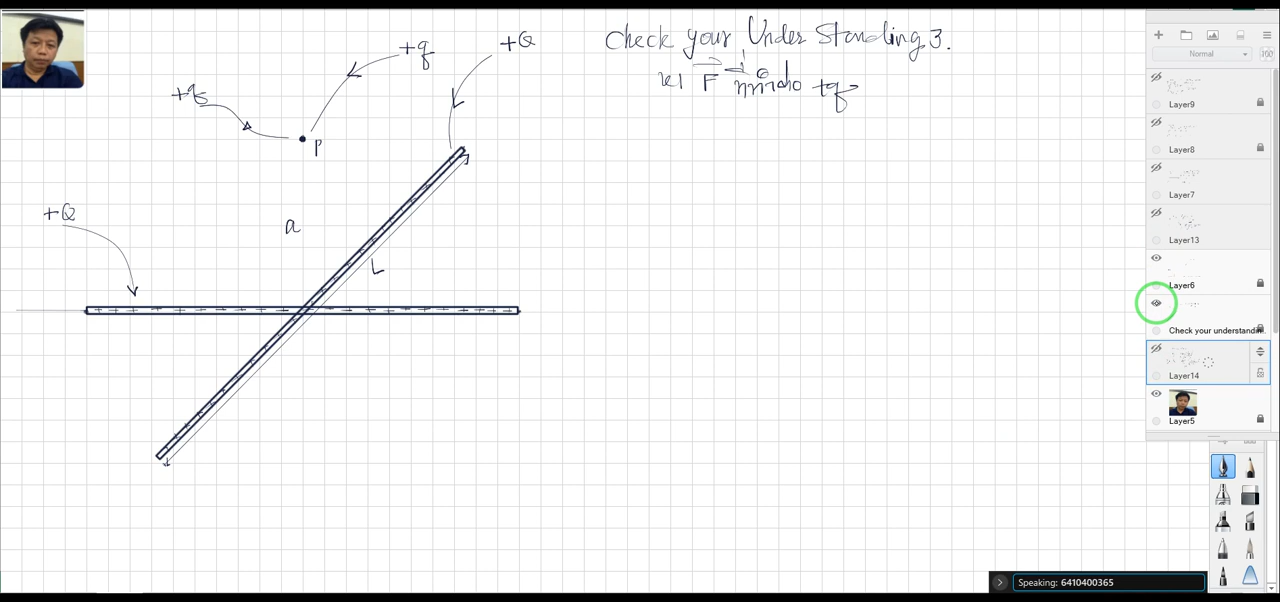 Check your Under Standing 3.
หา F ที่กระทำต่อ +q
+q
+Q
+q
P
+Q
a
L
Normal
100
Layer9
Layer8
Layer7
Layer13
Layer6
Check your understandin
Layer14
Layer5
Speaking: 6410400365